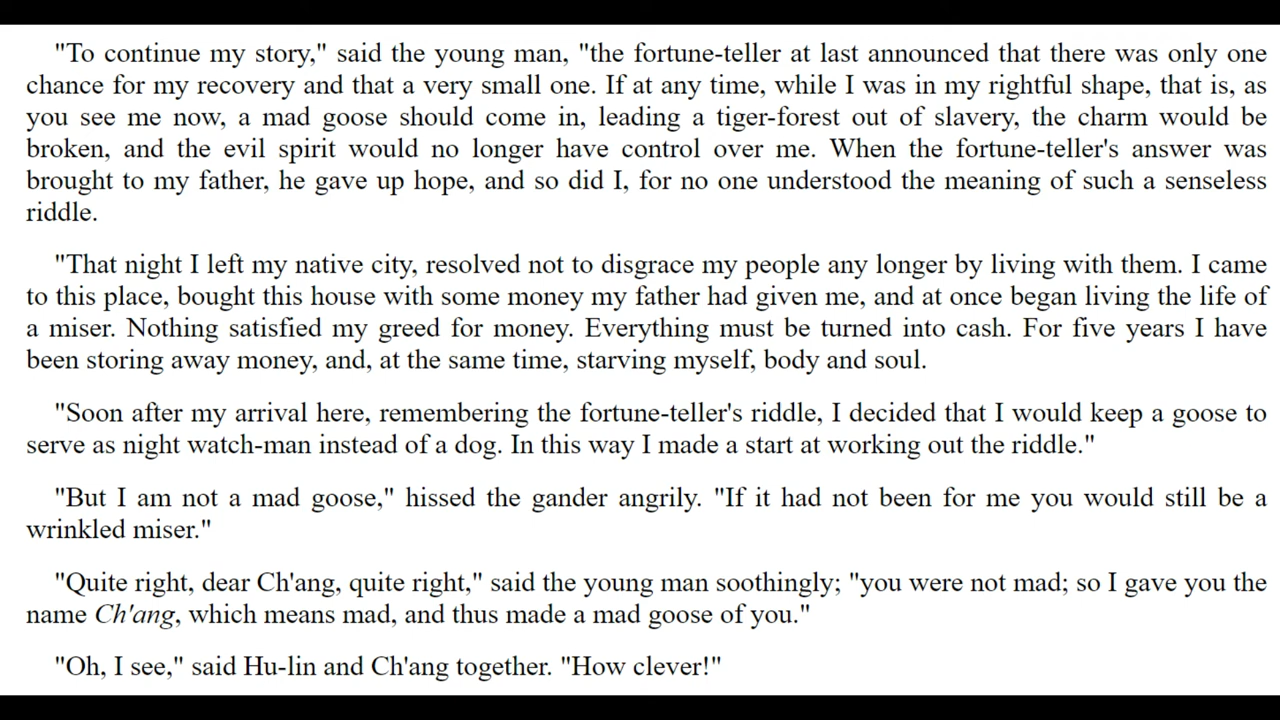 "To continue my story," said the young man, "the fortune-teller at last announced that there was only one
chance for my recovery and that a very small one. If at any time, while I was in my rightful shape, that is, as
you see me now, a mad goose should come in, leading a tiger-forest out of slavery, the charm would be
broken, and the evil spirit would no longer have control over me. When the fortune-teller's answer was
brought to my father, he gave up hope, and so did I, for no one understood the meaning of such a senseless
riddle.
"That night I left my native city, resolved not to disgrace my people any longer by living with them. I came
to this place, bought this house with some money my father had given me, and at once began living the life of
a miser. Nothing satisfied my greed for money. Everything must be turned into cash. For five years I have
been storing away money, and, at the same time, starving myself, body and soul.
"Soon after my arrival here, remembering the fortune-teller's riddle, I decided that I would keep a goose to
serve as night watch-man instead of a dog. In this way I made a start at working out the riddle."
"But I am not a mad goose," hissed the gander angrily. "If it had not been for me you would still be a
wrinkled miser."
"Quite right, dear Ch'ang, quite right," said the young man soothingly; "you were not mad; so I gave you the
name Ch'ang, which means mad, and thus made a mad goose of you."
"Oh, I see," said Hu-lin and Ch'ang together. "How clever!"